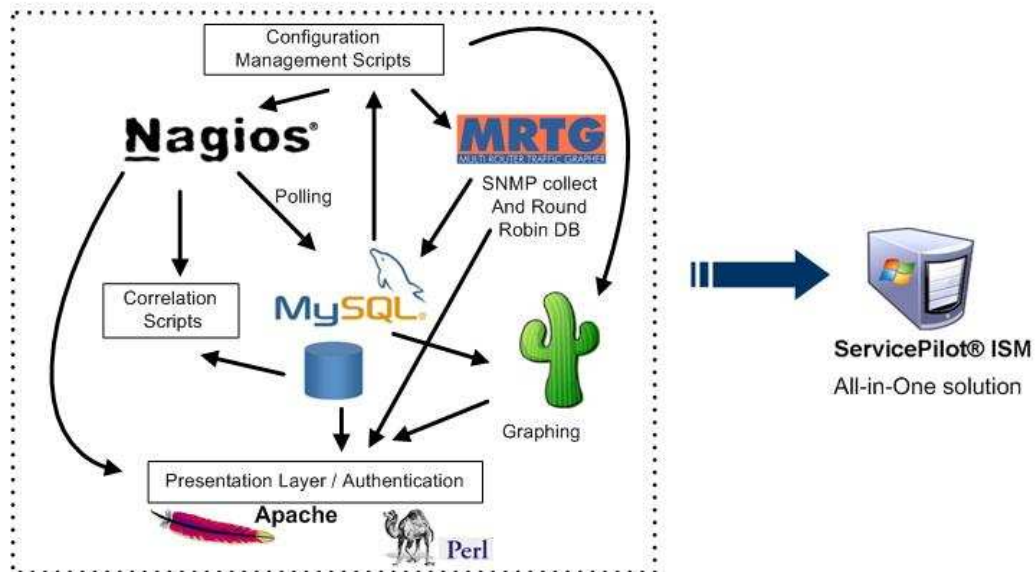 Configuration
Management Scripts
Nagios®
MRTG
MULTI ROUTER TRAFFIC GRAPHER
Polling
SNMP collect
And Round
Robin DB
Correlation
Scripts
MySQL®
Graphing
Presentation Layer / Authentication
Apache
Perl
ServicePilot® ISM
All-in-One solution